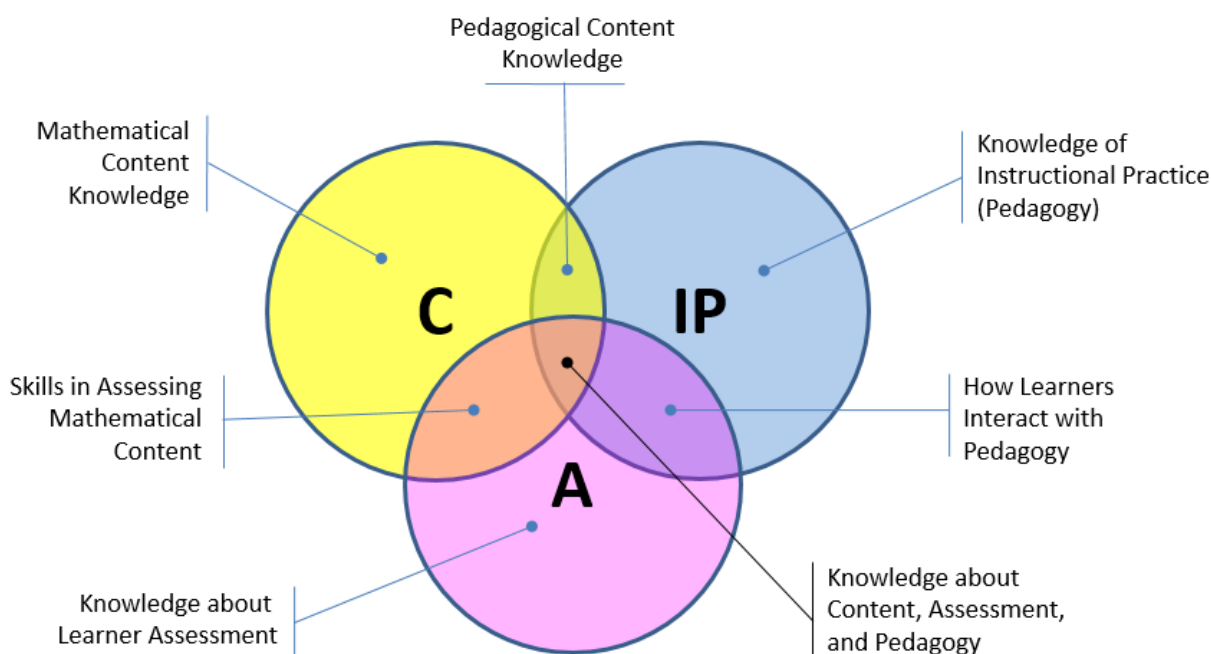 Pedagogical Content
Knowledge
Mathematical
Content
Knowledge
Knowledge of
Instructional Practice
(Pedagogy)
C
IP
Skills in Assessing
Mathematical
Content
How Learners
Interact with
Pedagogy
A
Knowledge about
Learner Assessment
Knowledge about
Content, Assessment,
and Pedagogy